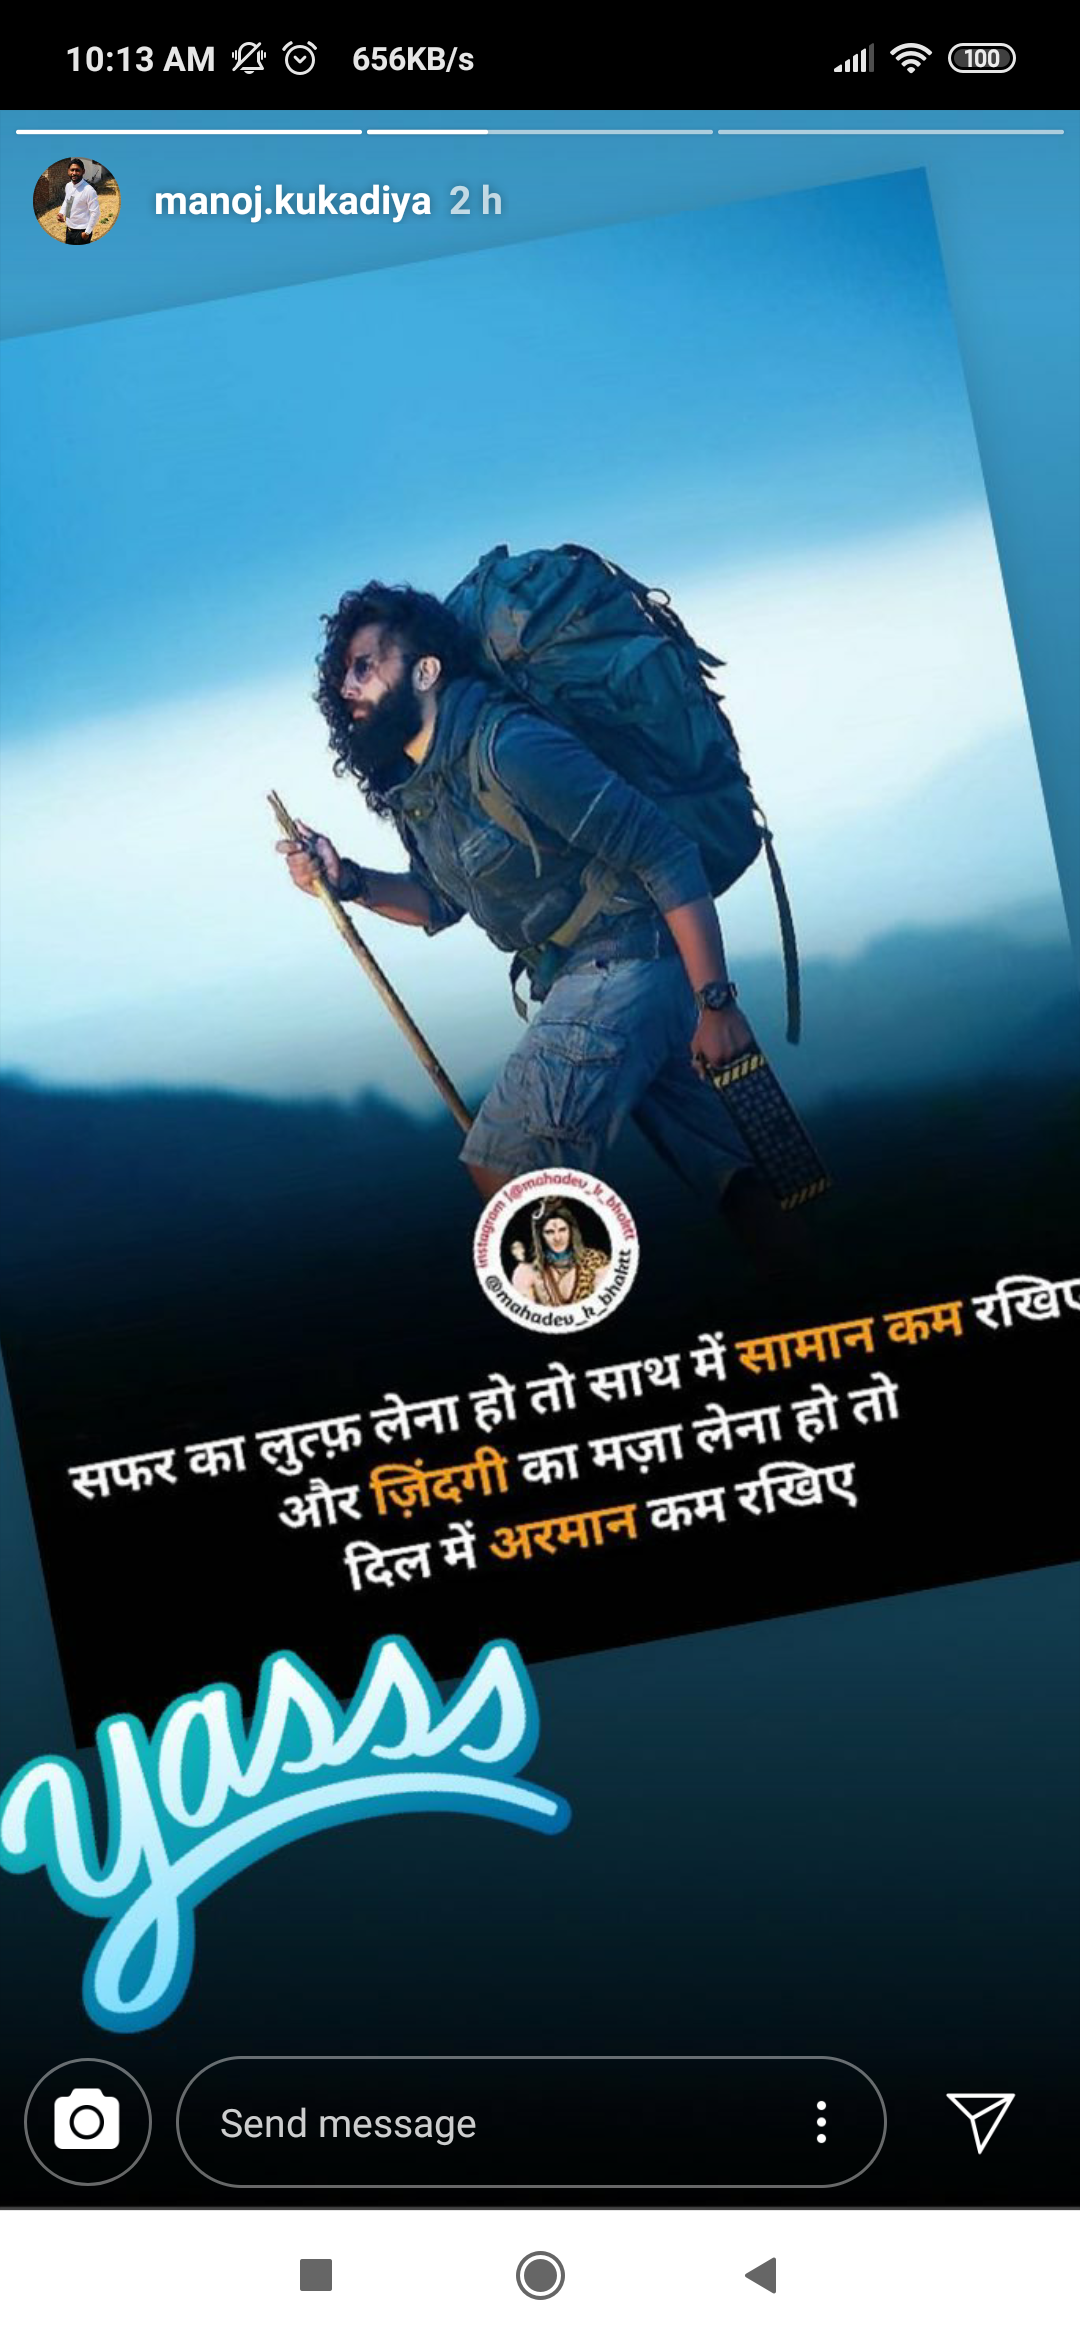 10:13 AM 656KB/s 100
manoj.kukadiya 2 h
instagram |@mahadev_k_bhaktt
@mahadev_k_bhaktt
सफर का लुत्फ़ लेना हो तो साथ में सामान कम रखिए
और ज़िंदगी का मज़ा लेना हो तो
दिल में अरमान कम रखिए
yasss
Send message